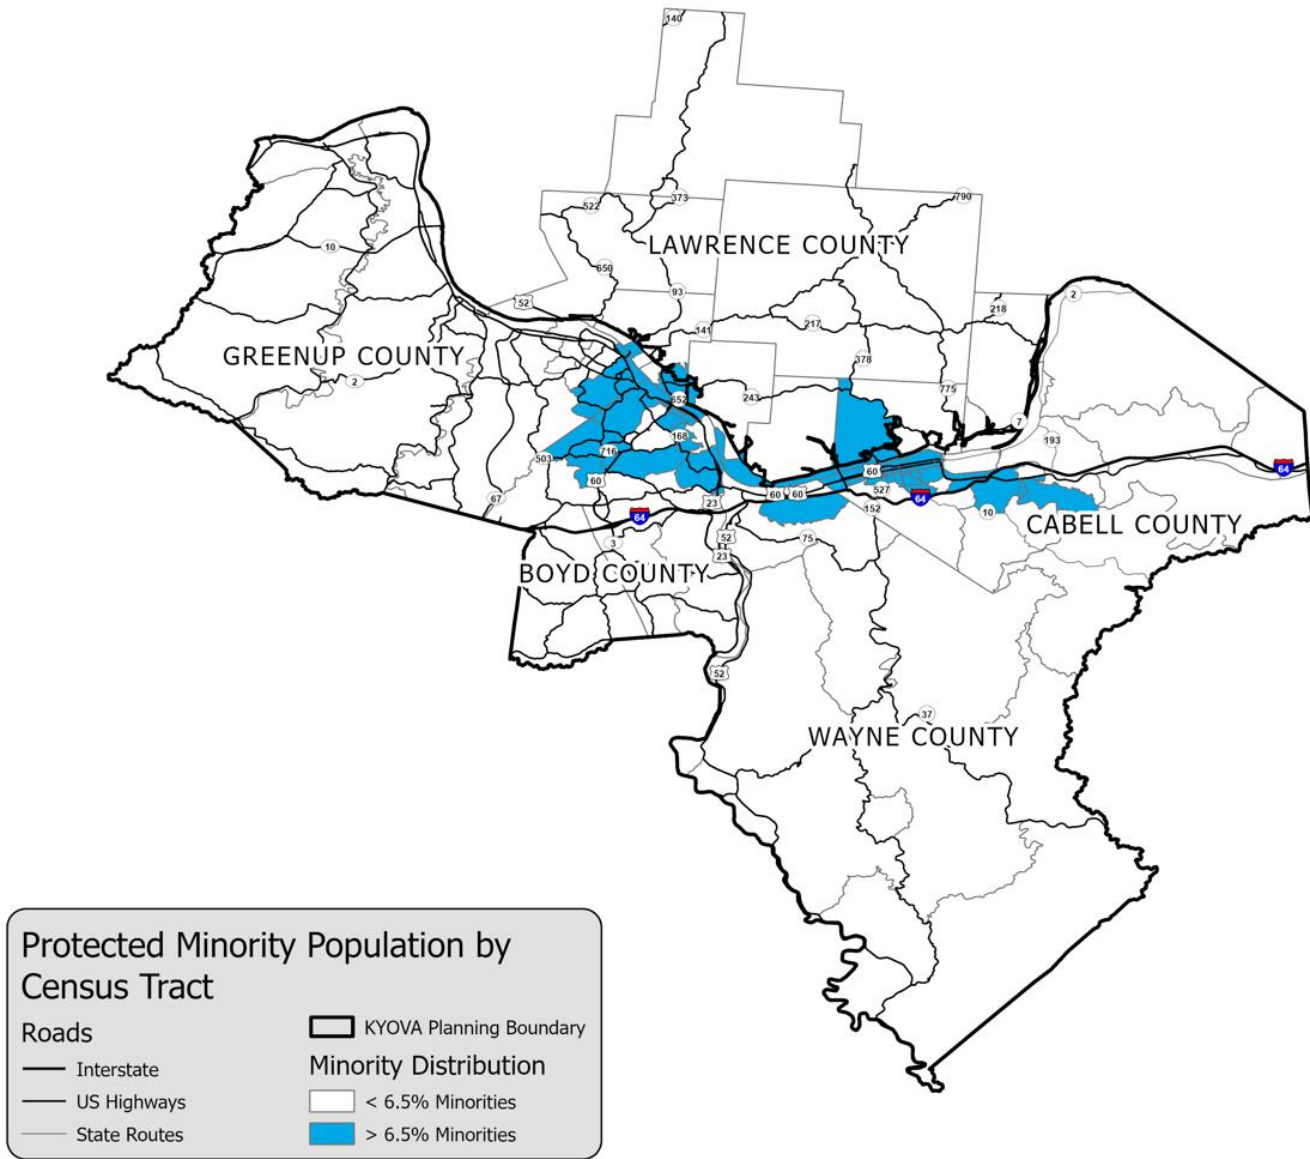 140
373
522
790
LAWRENCE COUNTY
10
650
93
52
2
218
141
217
GREENUP COUNTY
378
2
775
243
652
7
168
193
716
503
60
60
64
67
60
527
64
60
60
23
152
10
CABELL COUNTY
64
52
75
3
23
BOYD COUNTY
52
37
WAYNE COUNTY
Protected Minority Population by
Census Tract
Roads
Interstate
US Highways
State Routes
KYOVA Planning Boundary
Minority Distribution
< 6.5% Minorities
> 6.5% Minorities